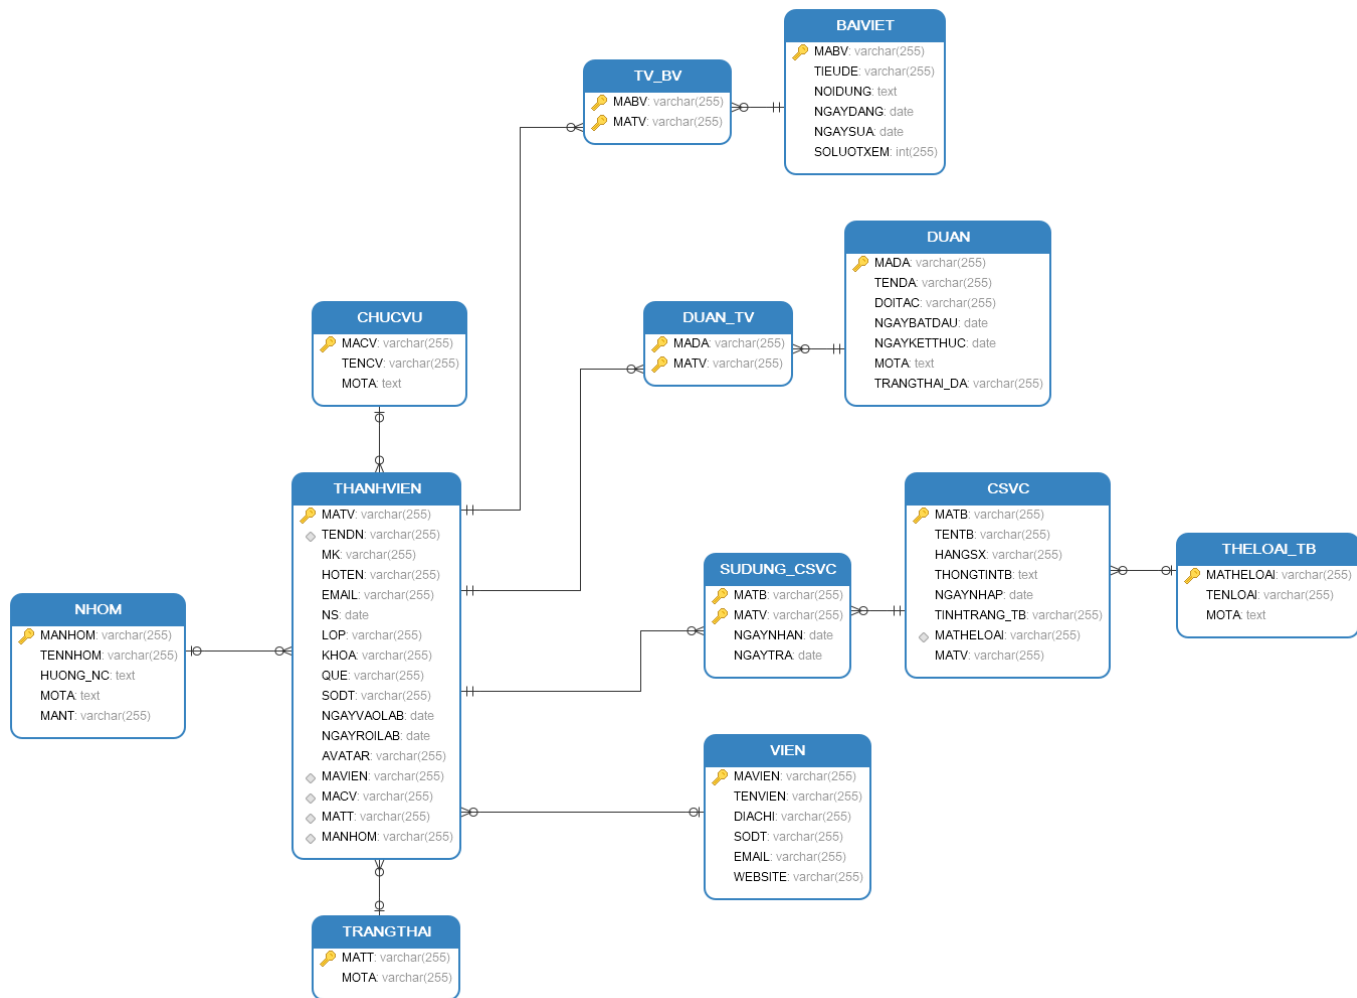 BAIVIET
MABV: varchar(255)
TIEUDE: varchar(255)
NOIDUNG: text
NGAYDANG: date
NGAYSUA: date
SOLUOTXEM: int(255)
TV_BV
MABV: varchar(255)
MATV: varchar(255)
DUAN
MADA: varchar(255)
TENDA: varchar(255)
DOITAC: varchar(255)
NGAYBATDAU: date
NGAYKETTHUC: date
MOTA: text
TRANGTHAI_DA: varchar(255)
CHUCVU
MACV: varchar(255)
TENCV: varchar(255)
MOTA: text
DUAN_TV
MADA: varchar(255)
MATV: varchar(255)
THANHVIEN
MATV: varchar(255)
TENDN: varchar(255)
MK: varchar(255)
HOTEN: varchar(255)
EMAIL: varchar(255)
NS: date
LOP: varchar(255)
KHOA: varchar(255)
QUE: varchar(255)
SODT: varchar(255)
NGAYVAOLAB: date
NGAYROILAB: date
AVATAR: varchar(255)
MAVIEN: varchar(255)
MACV: varchar(255)
MATT: varchar(255)
MANHOM: varchar(255)
CSVC
MATB: varchar(255)
TENTB: varchar(255)
HANGSX: varchar(255)
THONGTINTB: text
NGAYNHAP: date
TINHTRANG_TB: varchar(255)
MATHELOAI: varchar(255)
MATV: varchar(255)
THELOAI_TB
MATHELOAI: varchar(255)
TENLOAI: varchar(255)
MOTA: text
SUDUNG_CSVC
MATB: varchar(255)
MATV: varchar(255)
NGAYNHAN: date
NGAYTRA: date
NHOM
MANHOM: varchar(255)
TENNHOM: varchar(255)
HUONG_NC: text
MOTA: text
MANT: varchar(255)
VIEN
MAVIEN: varchar(255)
TENVIEN: varchar(255)
DIACHI: varchar(255)
SODT: varchar(255)
EMAIL: varchar(255)
WEBSITE: varchar(255)
TRANGTHAI
MATT: varchar(255)
MOTA: varchar(255)